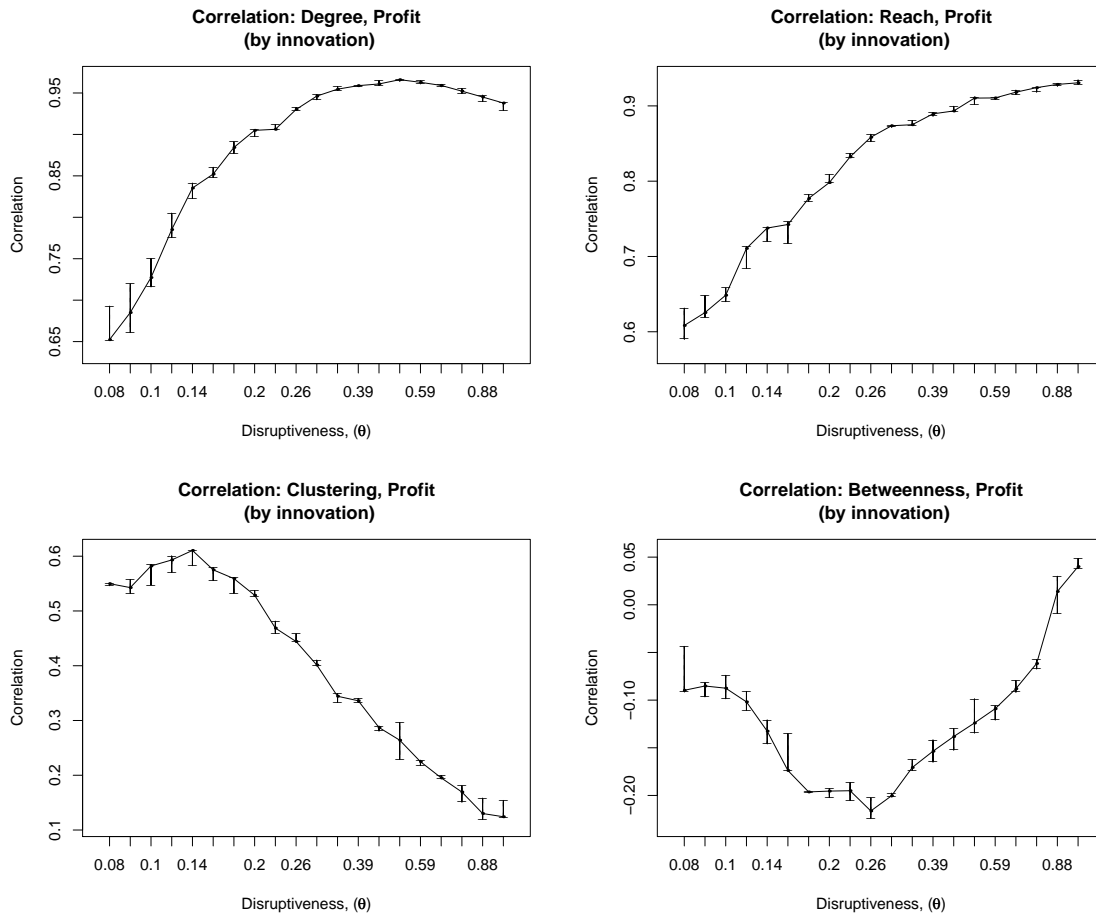 Correlation: Degree, Profit
(by innovation)
Correlation
0.95
0.85
0.75
0.65
0.08 0.1 0.14 0.2 0.26 0.39 0.59 0.88
Disruptiveness, (θ)
Correlation: Reach, Profit
(by innovation)
Correlation
0.9
0.8
0.7
0.6
0.08 0.1 0.14 0.2 0.26 0.39 0.59 0.88
Disruptiveness, (θ)
Correlation: Clustering, Profit
(by innovation)
Correlation
0.6
0.5
0.4
0.3
0.2
0.1
0.08 0.1 0.14 0.2 0.26 0.39 0.59 0.88
Disruptiveness, (θ)
Correlation: Betweenness, Profit
(by innovation)
Correlation
0.05
0.00
−0.10
−0.20
0.08 0.1 0.14 0.2 0.26 0.39 0.59 0.88
Disruptiveness, (θ)